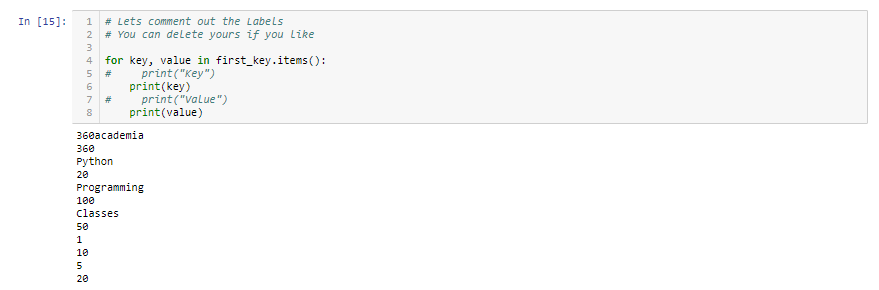 In [15]:
1 # Lets comment out the Labels
2 # You can delete yours if you like
3
4 for key, value in first_key.items():
5 #     print("Key")
6     print(key)
7 #     print("Value")
8     print(value)
360academia
360
Python
20
Programming
100
Classes
50
1
10
5
20